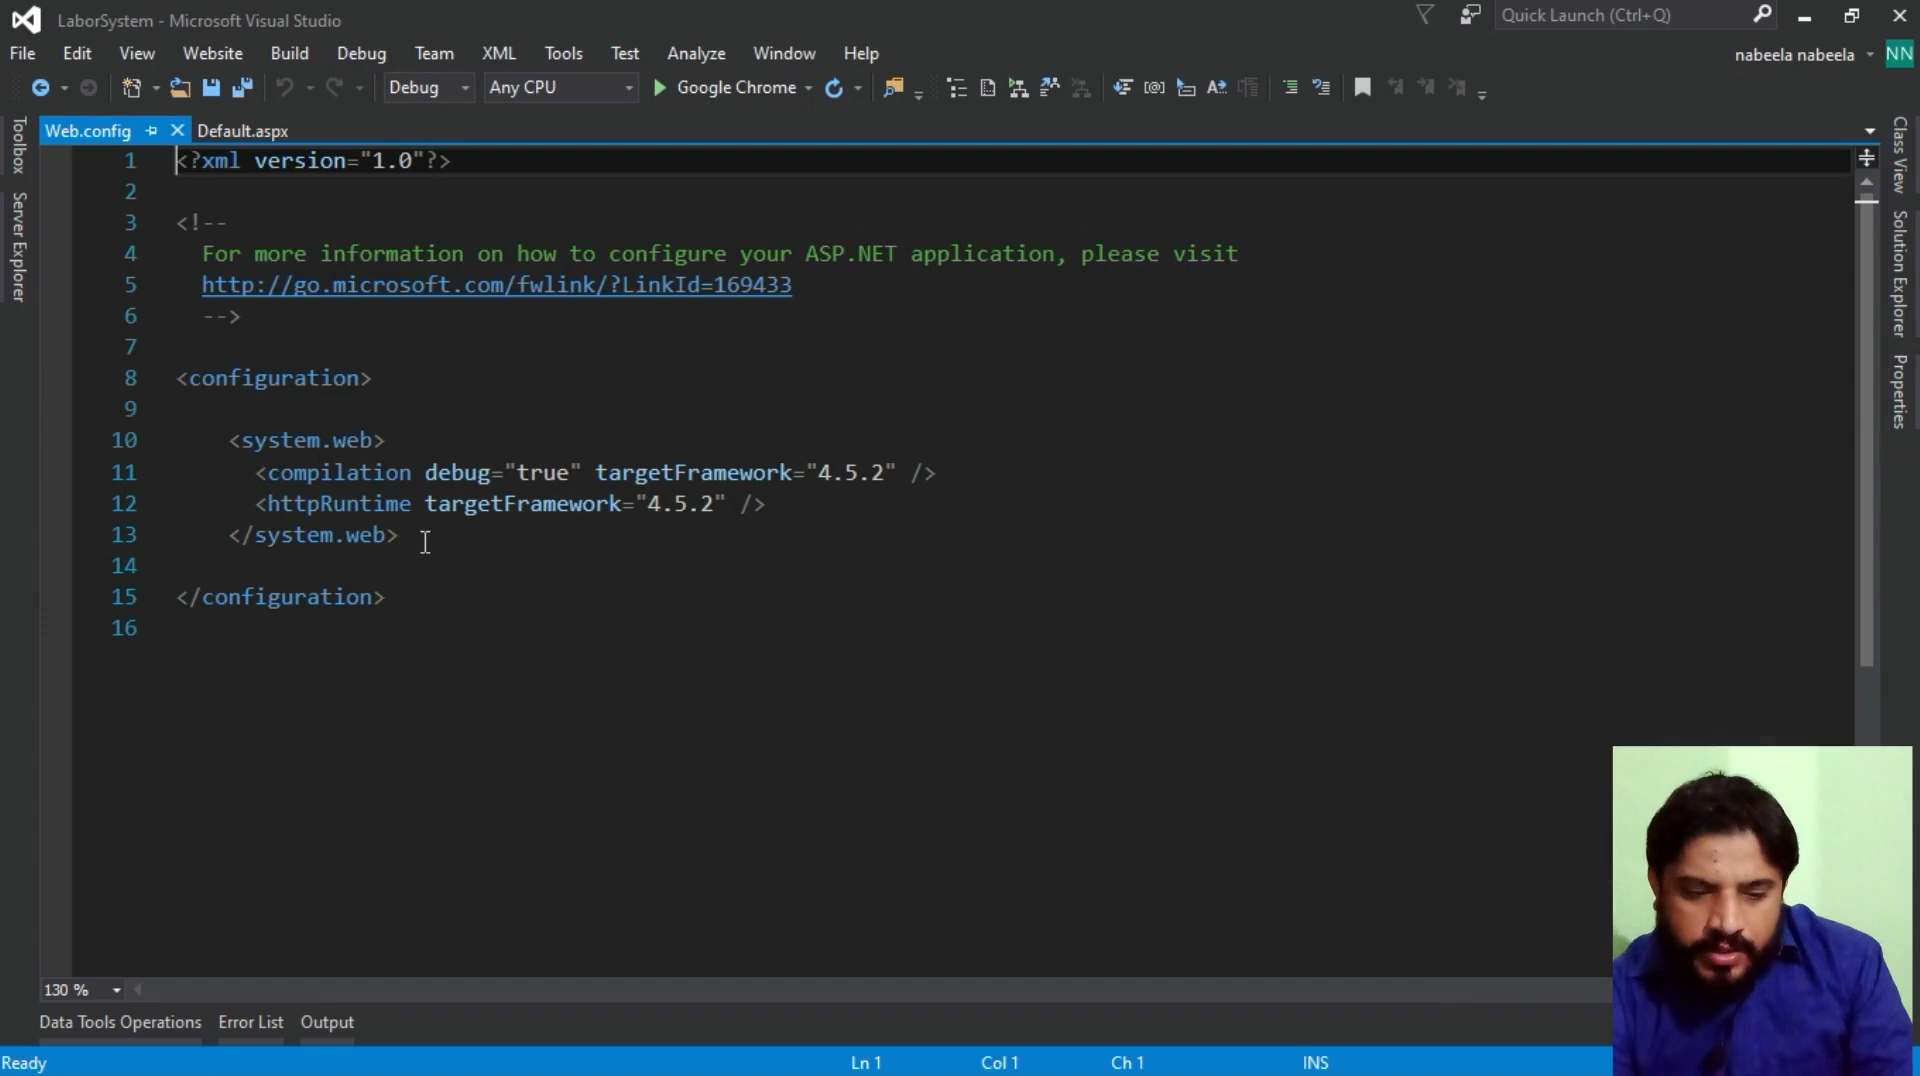 LaborSystem - Microsoft Visual Studio
Quick Launch (Ctrl+Q)
File Edit View Website Build Debug Team XML Tools Test Analyze Window Help
nabeela nabeela NN
Debug Any CPU Google Chrome
Web.config Default.aspx
Toolbox
Server Explorer
1 <?xml version="1.0"?>
2
3 <!--
4 For more information on how to configure your ASP.NET application, please visit
5 http://go.microsoft.com/fwlink/?LinkId=169433
6 -->
7
8 <configuration>
9
10 <system.web>
11 <compilation debug="true" targetFramework="4.5.2" />
12 <httpRuntime targetFramework="4.5.2" />
13 </system.web>
14
15 </configuration>
16
Class View
Solution Explorer
Properties
130 %
Data Tools Operations Error List Output
Ready Ln 1 Col 1 Ch 1 INS